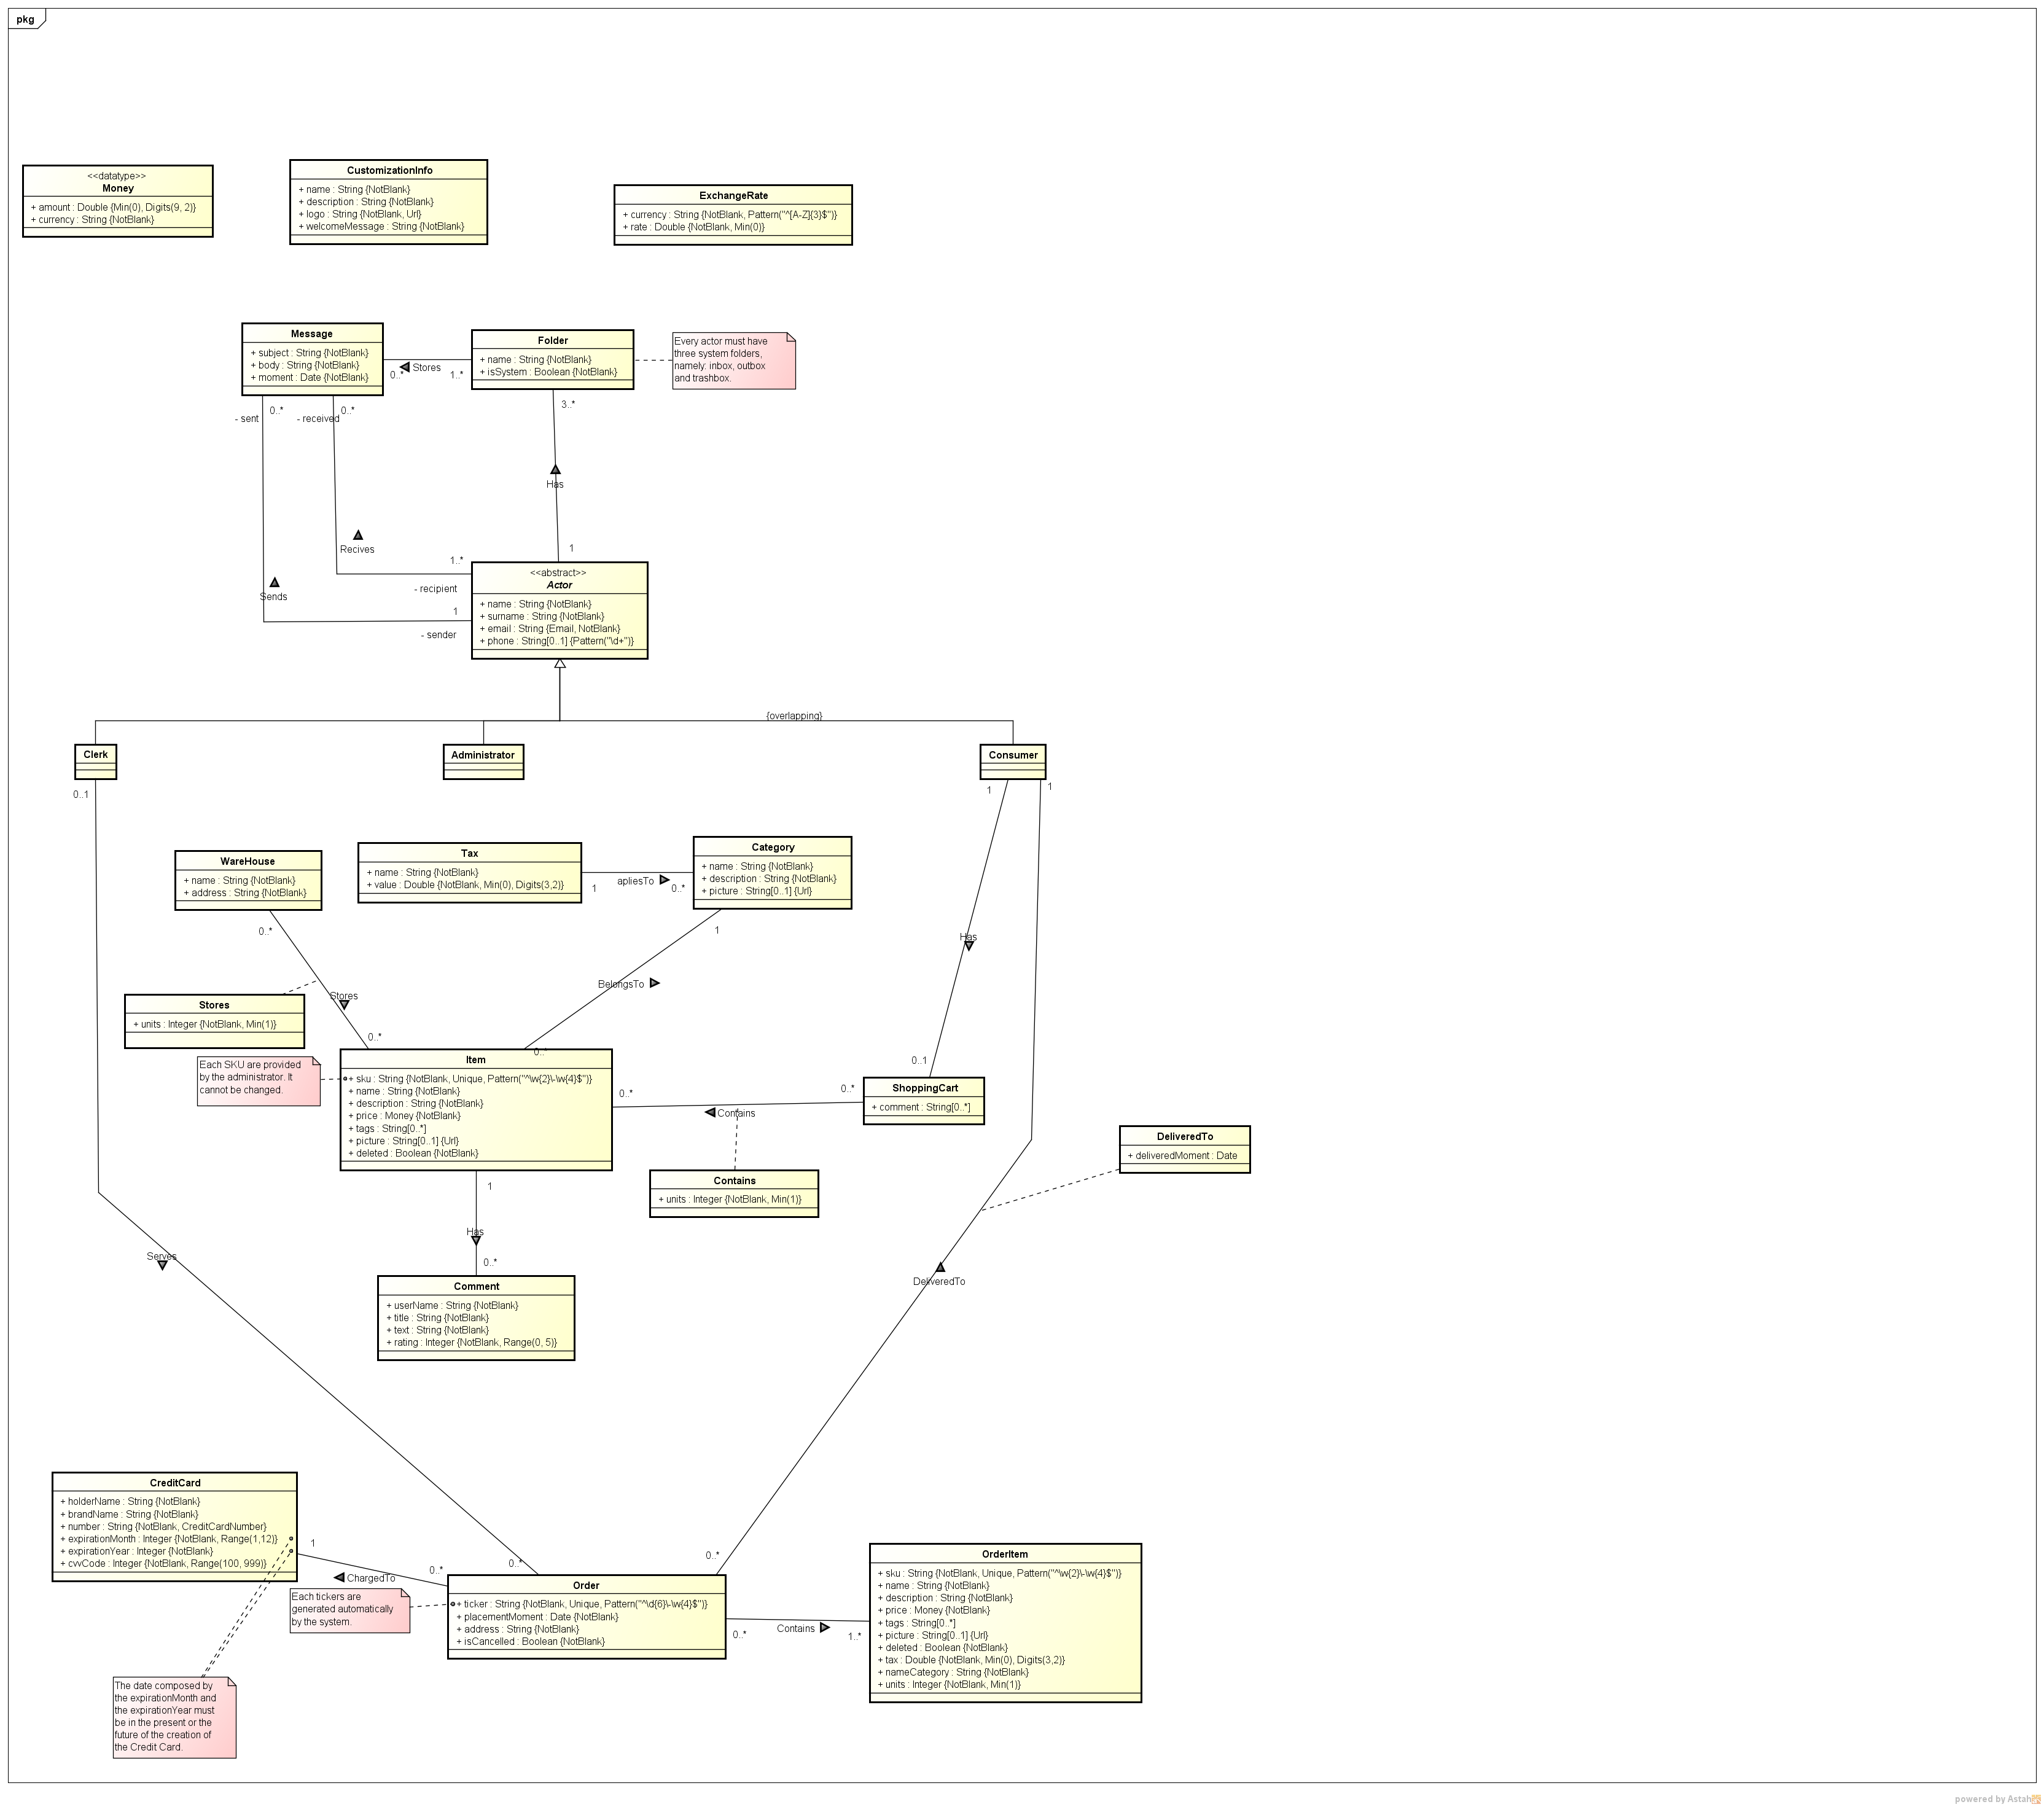 pkg
<<datatype>>
Money
+ amount : Double {Min(0), Digits(9, 2)}
+ currency : String {NotBlank}
CustomizationInfo
+ name : String {NotBlank}
+ description : String {NotBlank}
+ logo : String {NotBlank, Url}
+ welcomeMessage : String {NotBlank}
ExchangeRate
+ currency : String {NotBlank, Pattern("^[A-Z]{3}$")}
+ rate : Double {NotBlank, Min(0)}
Message
+ subject : String {NotBlank}
+ body : String {NotBlank}
+ moment : Date {NotBlank}
0..*
Stores
1..*
Folder
+ name : String {NotBlank}
+ isSystem : Boolean {NotBlank}
Every actor must have
three system folders,
namely: inbox, outbox
and trashbox.
- sent
0..*
- received
0..*
3..*
Has
1
Recives
1..*
- recipient
Sends
1
- sender
<<abstract>>
Actor
+ name : String {NotBlank}
+ surname : String {NotBlank}
+ email : String {Email, NotBlank}
+ phone : String[0..1] {Pattern("\d+")}
{overlapping}
Clerk
Administrator
Consumer
0..1
1
1
WareHouse
+ name : String {NotBlank}
+ address : String {NotBlank}
Tax
+ name : String {NotBlank}
+ value : Double {NotBlank, Min(0), Digits(3,2)}
1
apliesTo
0..*
Category
+ name : String {NotBlank}
+ description : String {NotBlank}
+ picture : String[0..1] {Url}
0..*
1
Has
BelongsTo
Stores
Stores
+ units : Integer {NotBlank, Min(1)}
0..*
0..*
0..1
Each SKU are provided
by the administrator. It
cannot be changed.
Item
+ sku : String {NotBlank, Unique, Pattern("^\w{2}\-\w{4}$")}
+ name : String {NotBlank}
+ description : String {NotBlank}
+ price : Money {NotBlank}
+ tags : String[0..*]
+ picture : String[0..1] {Url}
+ deleted : Boolean {NotBlank}
0..*
Contains
0..*
ShoppingCart
+ comment : String[0..*]
DeliveredTo
+ deliveredMoment : Date
Contains
+ units : Integer {NotBlank, Min(1)}
1
Has
0..*
Serves
DeliveredTo
Comment
+ userName : String {NotBlank}
+ title : String {NotBlank}
+ text : String {NotBlank}
+ rating : Integer {NotBlank, Range(0, 5)}
CreditCard
+ holderName : String {NotBlank}
+ brandName : String {NotBlank}
+ number : String {NotBlank, CreditCardNumber}
+ expirationMonth : Integer {NotBlank, Range(1,12)}
+ expirationYear : Integer {NotBlank}
+ cvvCode : Integer {NotBlank, Range(100, 999)}
1
ChargedTo
0..*
0..*
0..*
Each tickers are
generated automatically
by the system.
Order
+ ticker : String {NotBlank, Unique, Pattern("^\d{6}\-\w{4}$")}
+ placementMoment : Date {NotBlank}
+ address : String {NotBlank}
+ isCancelled : Boolean {NotBlank}
0..*
Contains
1..*
OrderItem
+ sku : String {NotBlank, Unique, Pattern("^\w{2}\-\w{4}$")}
+ name : String {NotBlank}
+ description : String {NotBlank}
+ price : Money {NotBlank}
+ tags : String[0..*]
+ picture : String[0..1] {Url}
+ deleted : Boolean {NotBlank}
+ tax : Double {NotBlank, Min(0), Digits(3,2)}
+ nameCategory : String {NotBlank}
+ units : Integer {NotBlank, Min(1)}
The date composed by
the expirationMonth and
the expirationYear must
be in the present or the
future of the creation of
the Credit Card.
powered by Astah